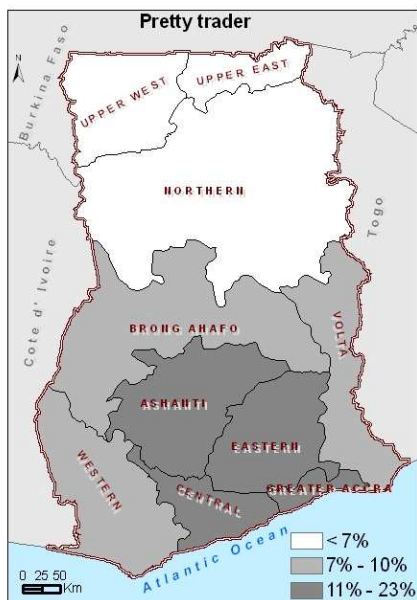 Pretty trader
N
Burkina Faso
UPPER WEST
UPPER EAST
NORTHERN
Togo
Cote d' Ivoire
BRONG AHAFO
VOLTA
ASHANTI
EASTERN
WESTERN
GREATER ACCRA
CENTRAL
Atlantic Ocean
< 7%
7% - 10%
11% - 23%
0 25 50
Km